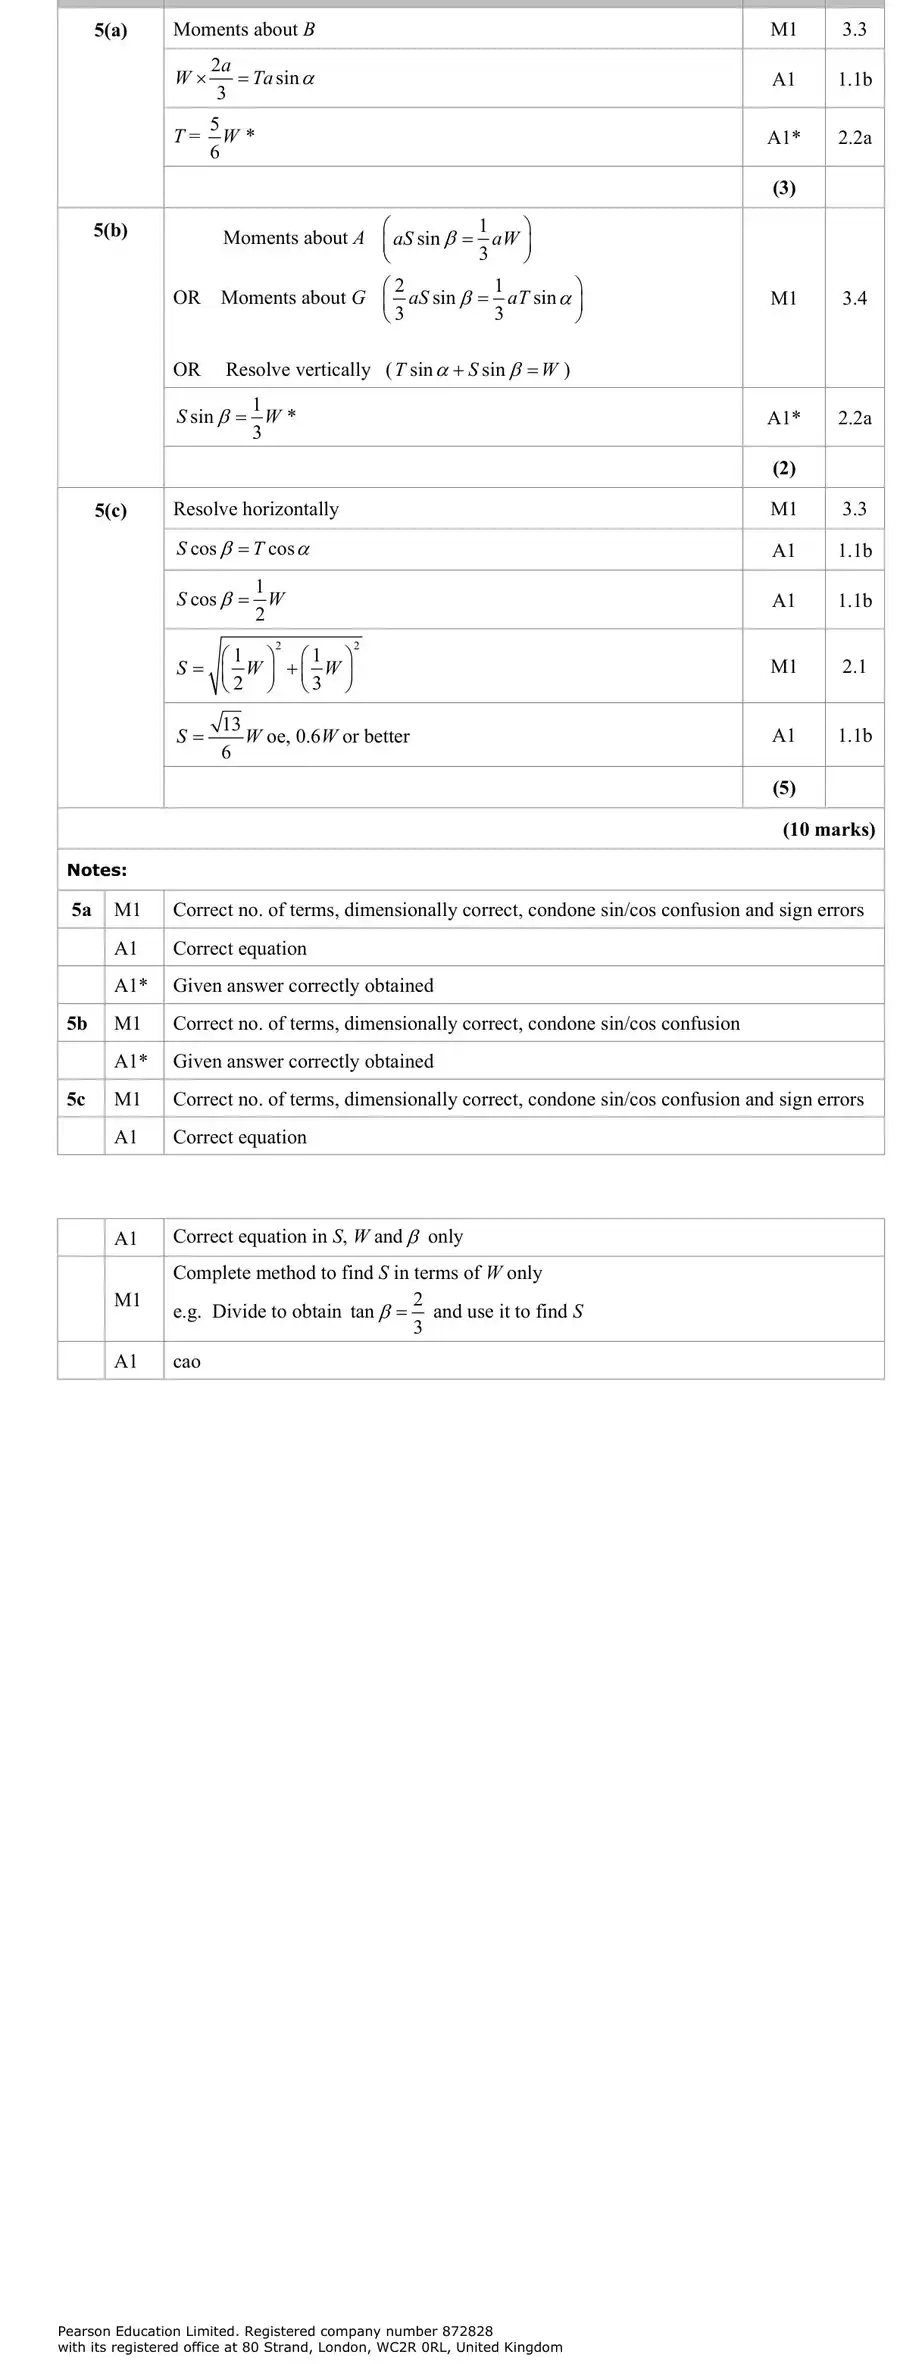 5(a) Moments about B M1 3.3
W × 2a/3 = Ta sin α A1 1.1b
T = 5/6 W * A1* 2.2a
(3)
5(b) Moments about A (aS sin β = 1/3 aW)
OR Moments about G (2/3 aS sin β = 1/3 aT sin α) M1 3.4
OR Resolve vertically (T sin α + S sin β = W)
S sin β = 1/3 W * A1* 2.2a
(2)
5(c) Resolve horizontally M1 3.3
S cos β = T cos α A1 1.1b
S cos β = 1/2 W A1 1.1b
S = √((1/2 W)² + (1/3 W)²) M1 2.1
S = √13/6 W oe, 0.6W or better A1 1.1b
(5)
(10 marks)
Notes:
5a M1 Correct no. of terms, dimensionally correct, condone sin/cos confusion and sign errors
A1 Correct equation
A1* Given answer correctly obtained
5b M1 Correct no. of terms, dimensionally correct, condone sin/cos confusion
A1* Given answer correctly obtained
5c M1 Correct no. of terms, dimensionally correct, condone sin/cos confusion and sign errors
A1 Correct equation
A1 Correct equation in S, W and β only
Complete method to find S in terms of W only
M1 e.g. Divide to obtain tan β = 2/3 and use it to find S
A1 cao
Pearson Education Limited. Registered company number 872828
with its registered office at 80 Strand, London, WC2R 0RL, United Kingdom